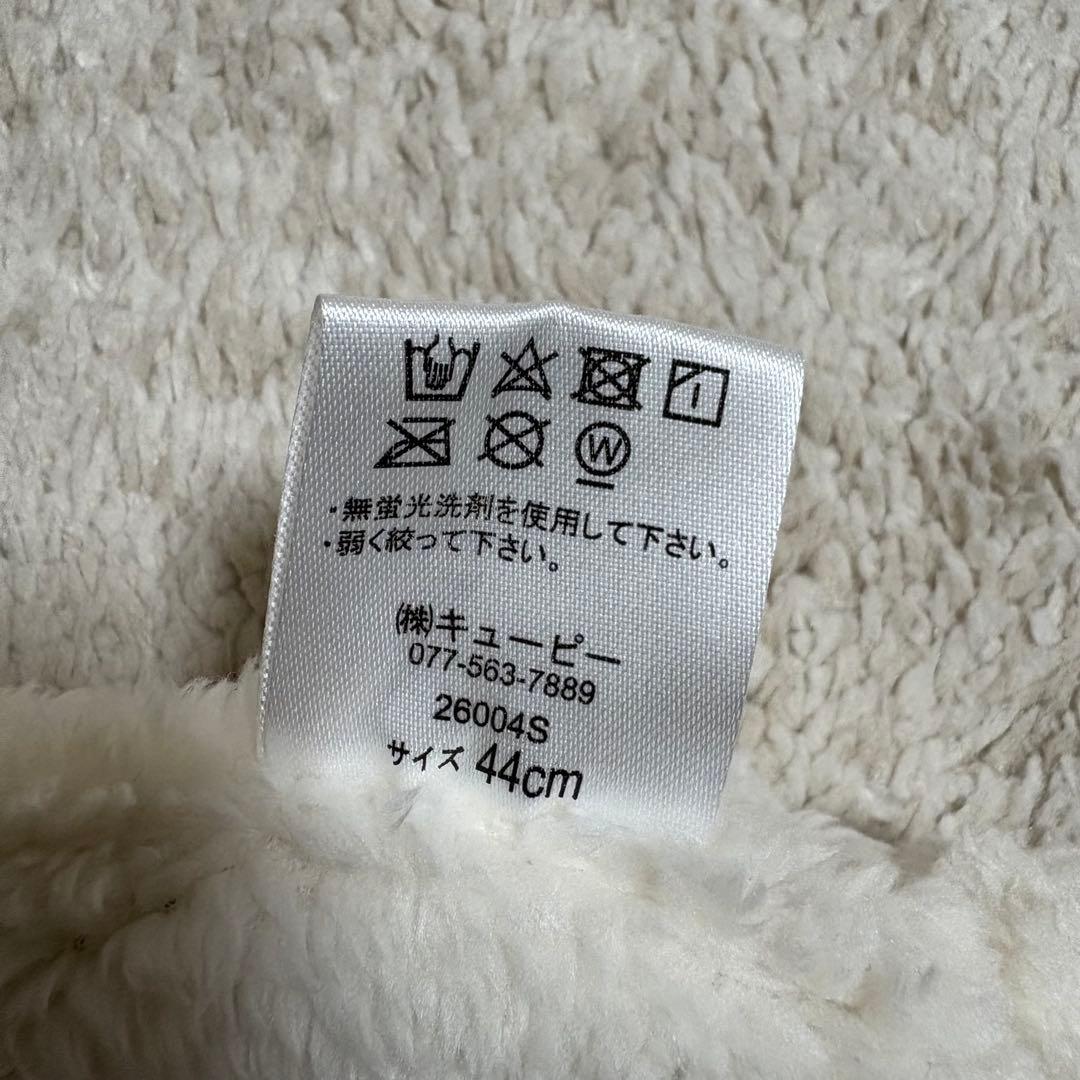 W
・無蛍光洗剤を使用して下さい。
・弱く絞って下さい。
㈱キューピー
077-563-7889
26004S
サイズ 44cm